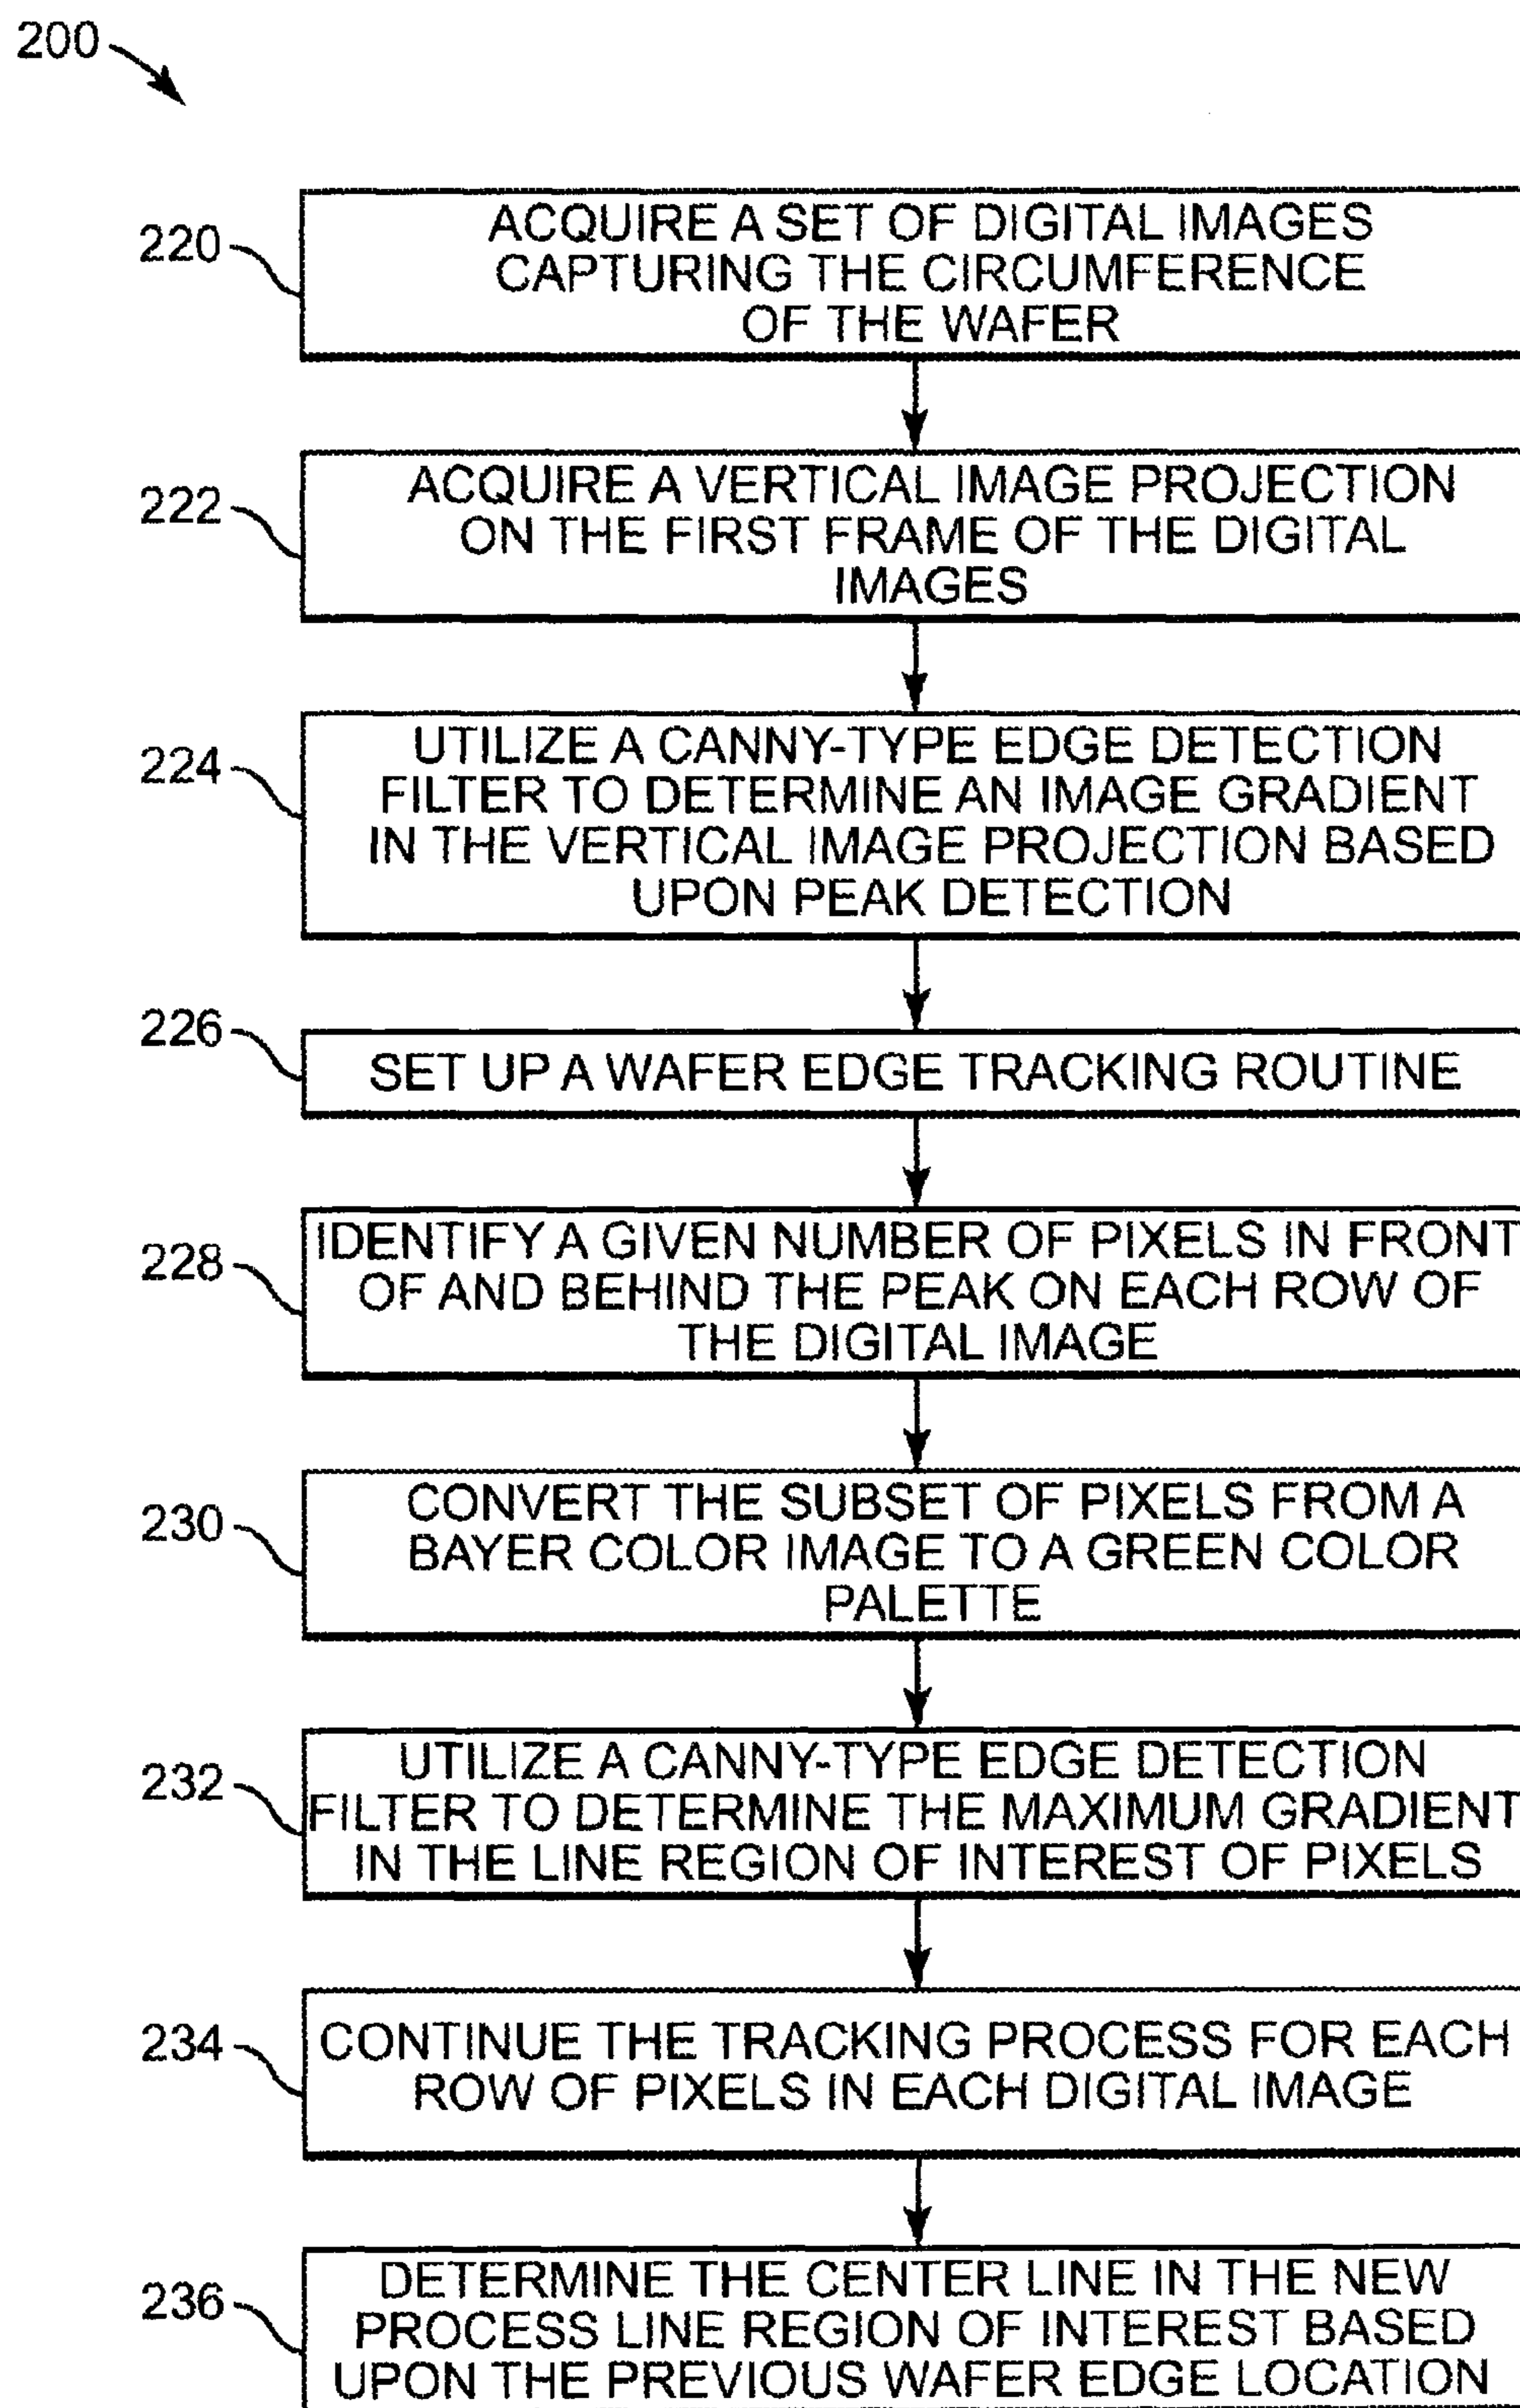 200
220
ACQUIRE A SET OF DIGITAL IMAGES
CAPTURING THE CIRCUMFERENCE
OF THE WAFER
222
ACQUIRE A VERTICAL IMAGE PROJECTION
ON THE FIRST FRAME OF THE DIGITAL
IMAGES
224
UTILIZE A CANNY-TYPE EDGE DETECTION
FILTER TO DETERMINE AN IMAGE GRADIENT
IN THE VERTICAL IMAGE PROJECTION BASED
UPON PEAK DETECTION
226
SET UP A WAFER EDGE TRACKING ROUTINE
228
IDENTIFY A GIVEN NUMBER OF PIXELS IN FRONT
OF AND BEHIND THE PEAK ON EACH ROW OF
THE DIGITAL IMAGE
230
CONVERT THE SUBSET OF PIXELS FROM A
BAYER COLOR IMAGE TO A GREEN COLOR
PALETTE
232
UTILIZE A CANNY-TYPE EDGE DETECTION
FILTER TO DETERMINE THE MAXIMUM GRADIENT
IN THE LINE REGION OF INTEREST OF PIXELS
234
CONTINUE THE TRACKING PROCESS FOR EACH
ROW OF PIXELS IN EACH DIGITAL IMAGE
236
DETERMINE THE CENTER LINE IN THE NEW
PROCESS LINE REGION OF INTEREST BASED
UPON THE PREVIOUS WAFER EDGE LOCATION